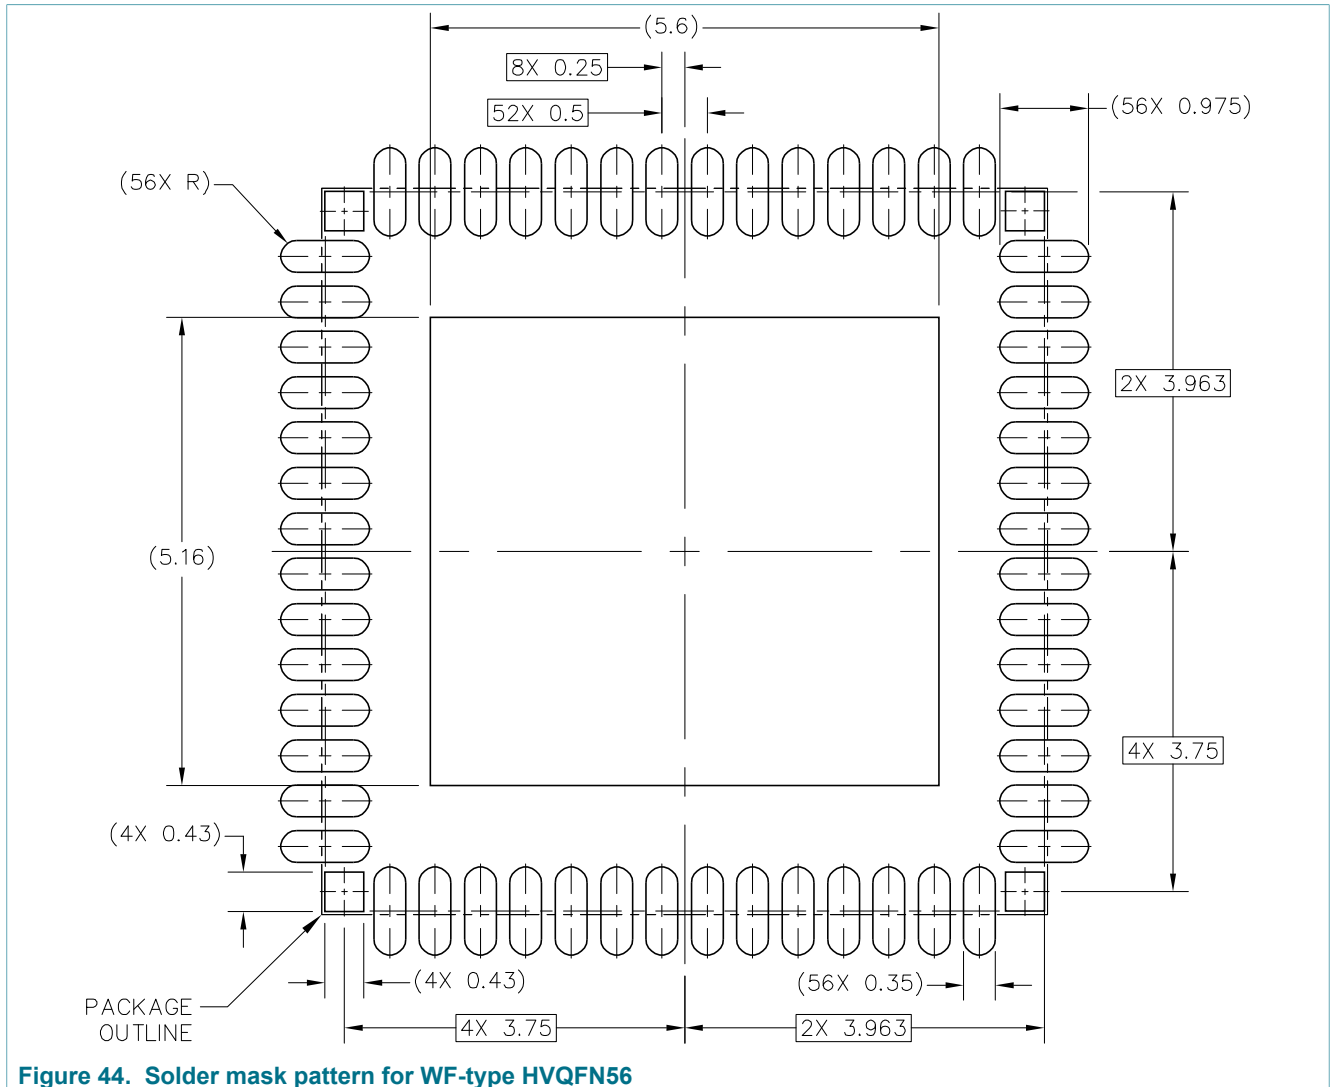 (5.6)
8X 0.25
52X 0.5
(56X 0.975)
(56X R)
2X 3.963
(5.16)
4X 3.75
(4X 0.43)
(4X 0.43)
(56X 0.35)
PACKAGE
OUTLINE
4X 3.75
2X 3.963
Figure 44. Solder mask pattern for WF-type HVQFN56